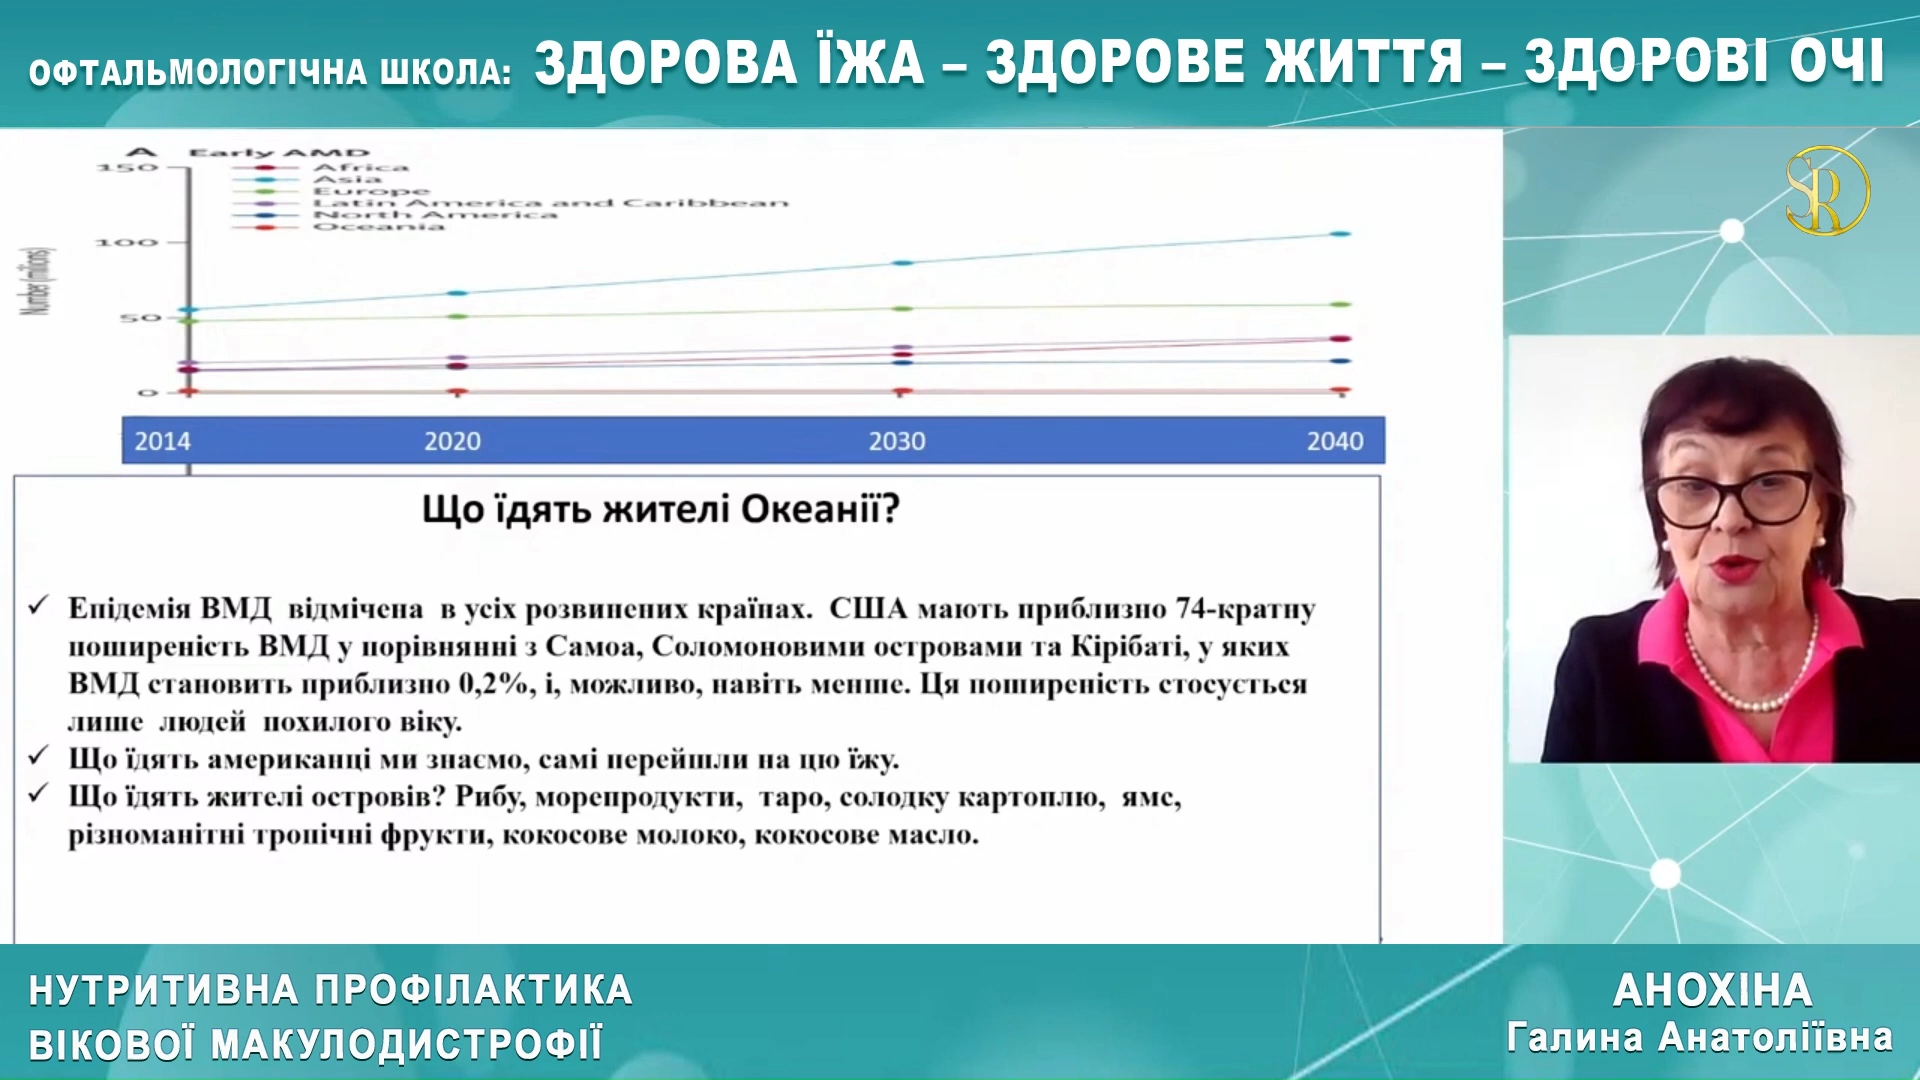 ОФТАЛЬМОЛОГІЧНА ШКОЛА: ЗДОРОВА ЇЖА – ЗДОРОВЕ ЖИТТЯ – ЗДОРОВІ ОЧІ
SR
A Early AMD
150
Africa
Asia
Europe
Latin America and Caribbean
North America
Oceania
100
Number (millions)
50
0
2014 2020 2030 2040
Що їдять жителі Океанії?
✓ Епідемія ВМД відмічена в усіх розвинених країнах. США мають приблизно 74-кратну
поширеність ВМД у порівнянні з Самоа, Соломоновими островами та Кірібаті, у яких
ВМД становить приблизно 0,2%, і, можливо, навіть менше. Ця поширеність стосується
лише людей похилого віку.
✓ Що їдять американці ми знаємо, самі перейшли на цю їжу.
✓ Що їдять жителі островів? Рибу, морепродукти, таро, солодку картоплю, ямс,
різноманітні тропічні фрукти, кокосове молоко, кокосове масло.
НУТРИТИВНА ПРОФІЛАКТИКА
ВІКОВОЇ МАКУЛОДИСТРОФІЇ
АНОХІНА
Галина Анатоліївна